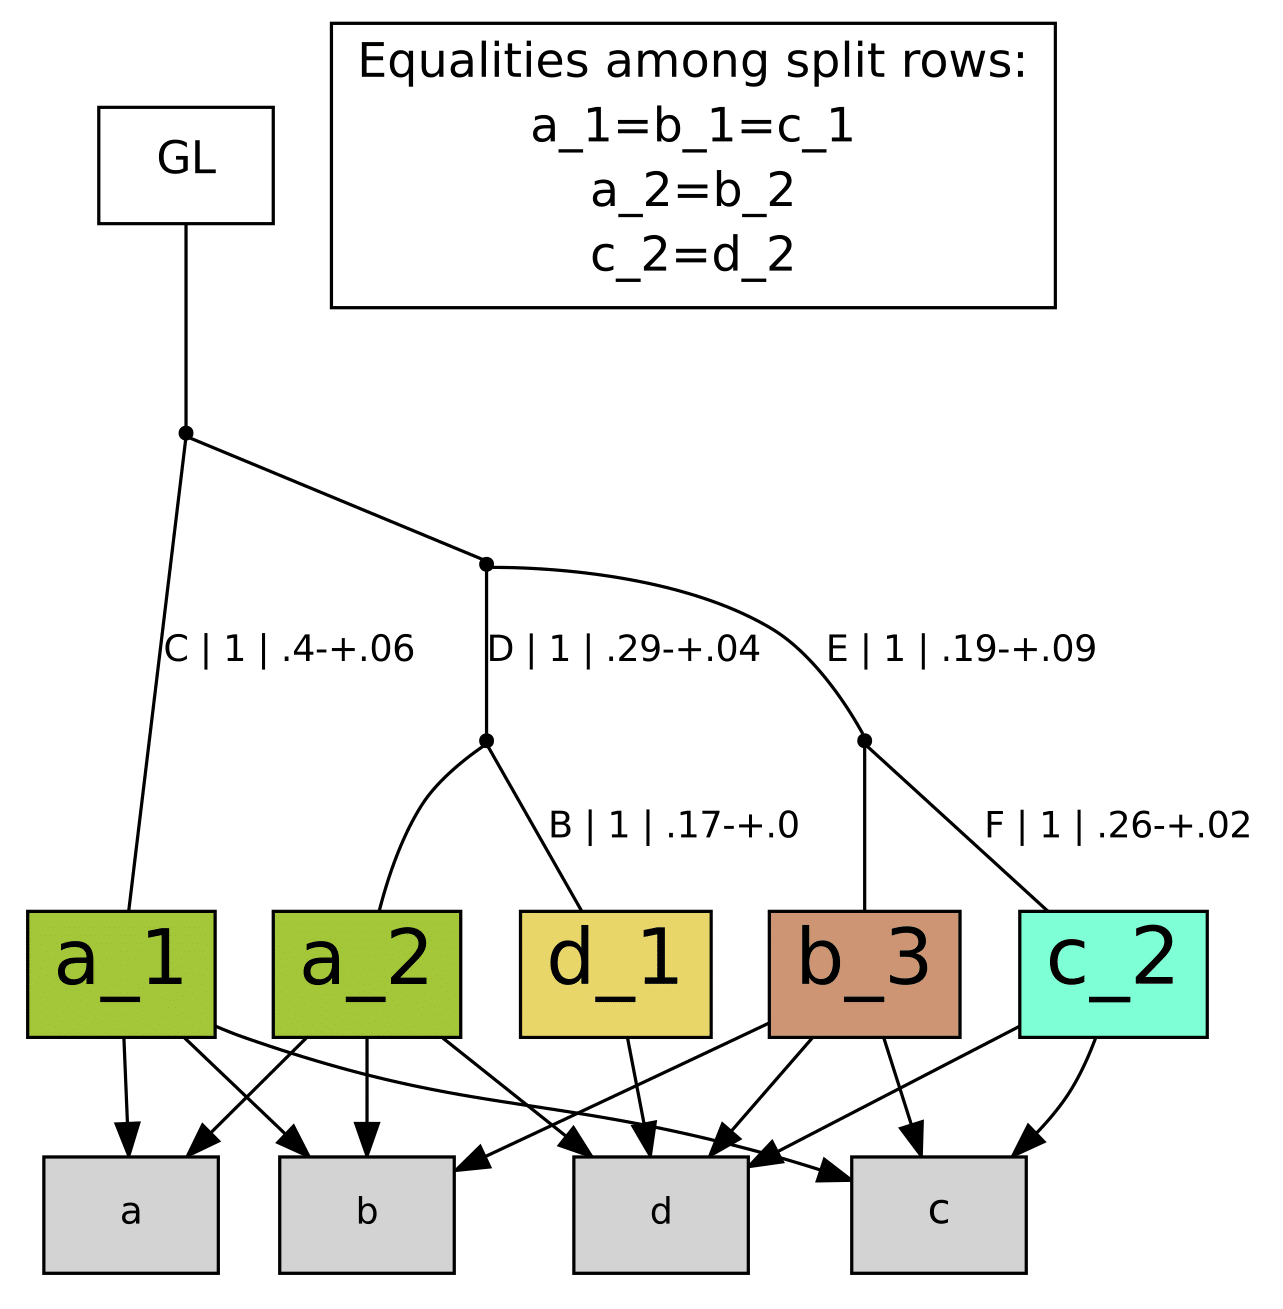 Equalities among split rows:
a_1=b_1=c_1
a_2=b_2
c_2=d_2
GL
C | 1 | .4-+.06
D | 1 | .29-+.04
E | 1 | .19-+.09
B | 1 | .17-+.0
F | 1 | .26-+.02
a_1
a_2
d_1
b_3
c_2
a
b
d
c